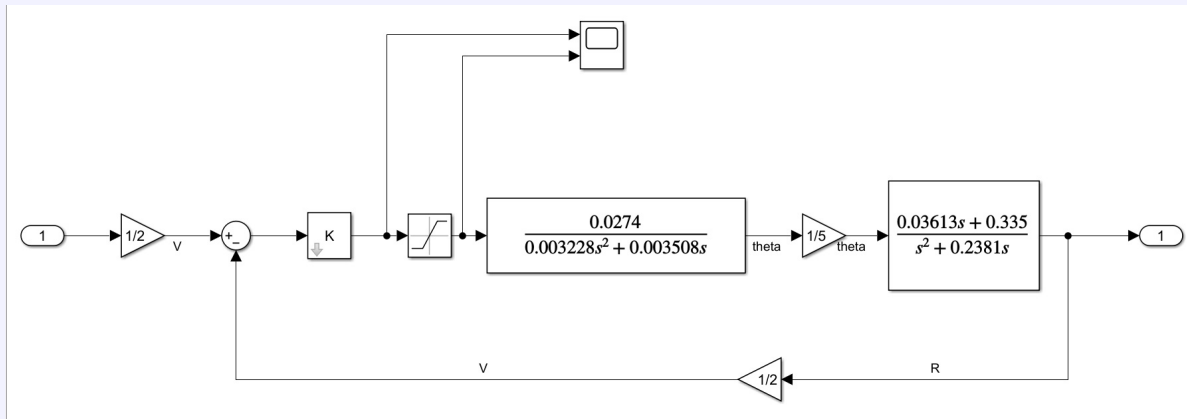 1
1/2
V
+
−
K
0.0274
0.003228s² + 0.003508s
theta
1/5
theta
0.03613s + 0.335
s² + 0.2381s
1
V
1/2
R